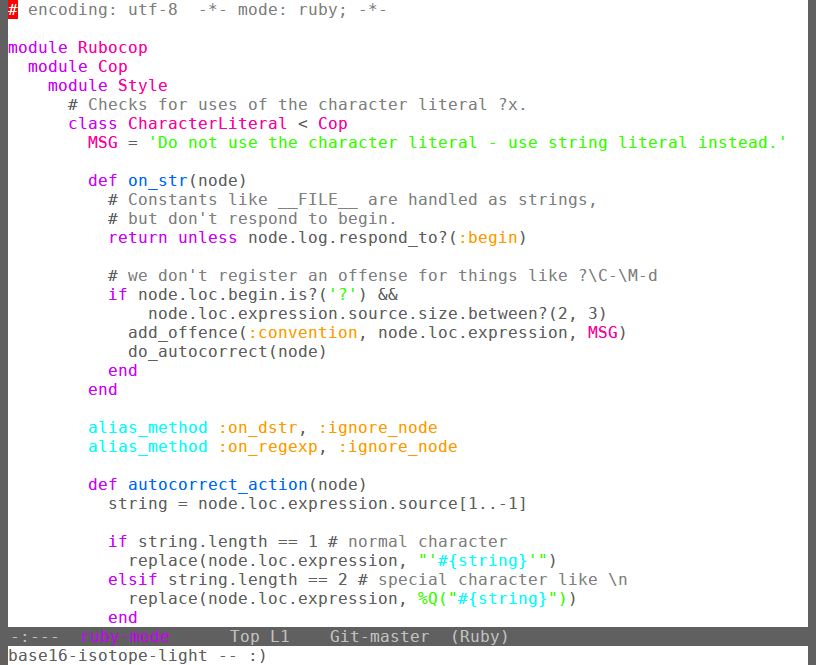 # encoding: utf-8  -*- mode: ruby; -*-
module Rubocop
module Cop
module Style
# Checks for uses of the character literal ?x.
class CharacterLiteral < Cop
MSG = 'Do not use the character literal - use string literal instead.'
def on_str(node)
# Constants like __FILE__ are handled as strings,
# but don't respond to begin.
return unless node.log.respond_to?(:begin)
# we don't register an offense for things like ?\C-\M-d
if node.loc.begin.is?('?') &&
node.loc.expression.source.size.between?(2, 3)
add_offence(:convention, node.loc.expression, MSG)
do_autocorrect(node)
end
end
alias_method :on_dstr, :ignore_node
alias_method :on_regexp, :ignore_node
def autocorrect_action(node)
string = node.loc.expression.source[1..-1]
if string.length == 1 # normal character
replace(node.loc.expression, "'#{string}'")
elsif string.length == 2 # special character like \n
replace(node.loc.expression, %Q("#{string}"))
end
-:---  ruby-mode      Top L1    Git-master  (Ruby)
base16-isotope-light -- :)